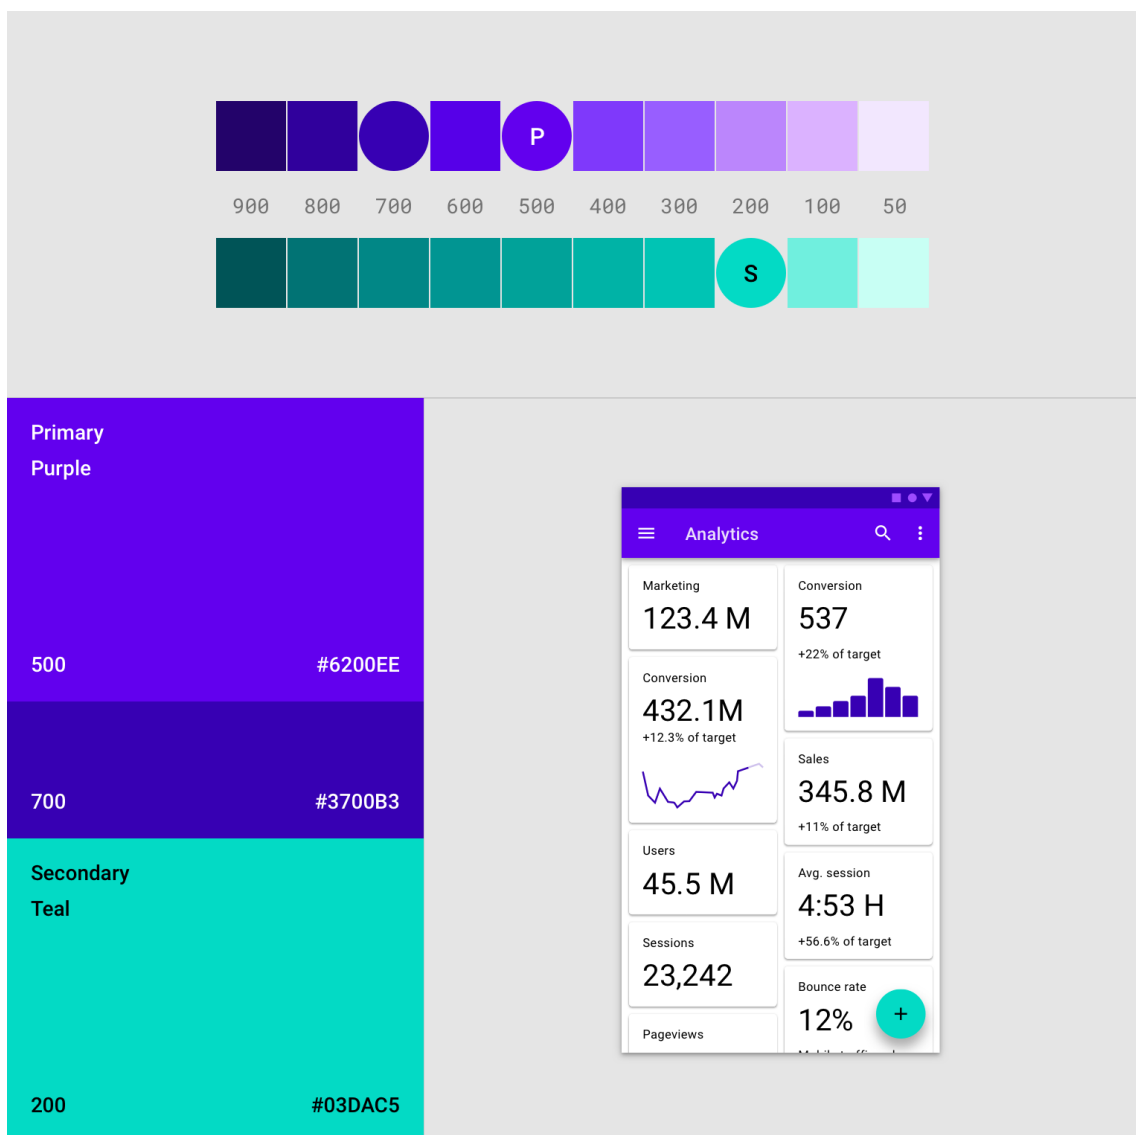 P
900 800 700 600 500 400 300 200 100 50
S
Primary
Purple
500 #6200EE
700 #3700B3
Secondary
Teal
200 #03DAC5
Analytics
Marketing
123.4 M
Conversion
432.1M
+12.3% of target
Users
45.5 M
Sessions
23,242
Pageviews
Conversion
537
+22% of target
Sales
345.8 M
+11% of target
Avg. session
4:53 H
+56.6% of target
Bounce rate
12%
+